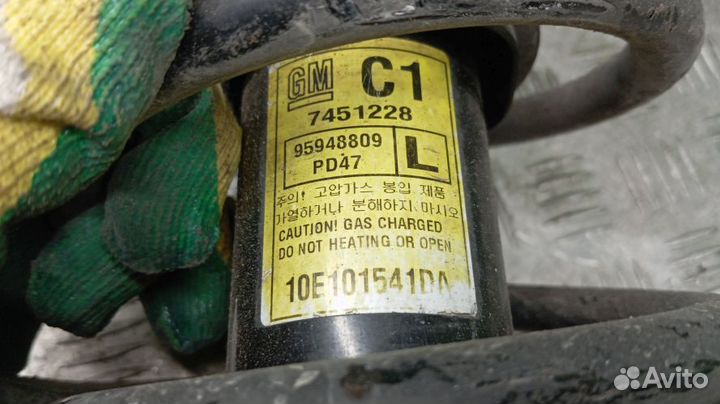 GM C1
7451228
95948809 L
PD47
주의! 고압가스 봉입 제품
가열하거나 분해하지 마시오
CAUTION! GAS CHARGED
DO NOT HEATING OR OPEN
10E101541DA
Avito